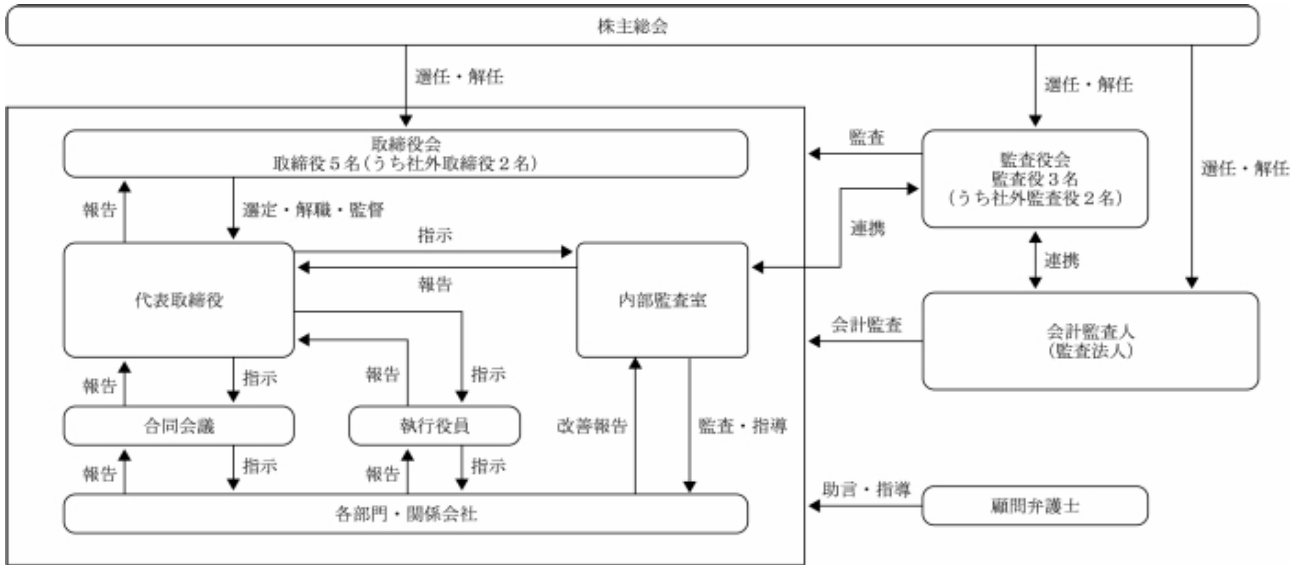 株主総会
選任・解任
選任・解任
選任・解任
取締役会
取締役5名(うち社外取締役2名)
監査
監査役会
監査役3名
(うち社外監査役2名)
報告
選定・解職・監督
連携
指示
報告
代表取締役
内部監査室
連携
会計監査
会計監査人
(監査法人)
報告
指示
報告
指示
合同会議
執行役員
改善報告
監査・指導
報告
指示
報告
指示
各部門・関係会社
助言・指導
顧問弁護士